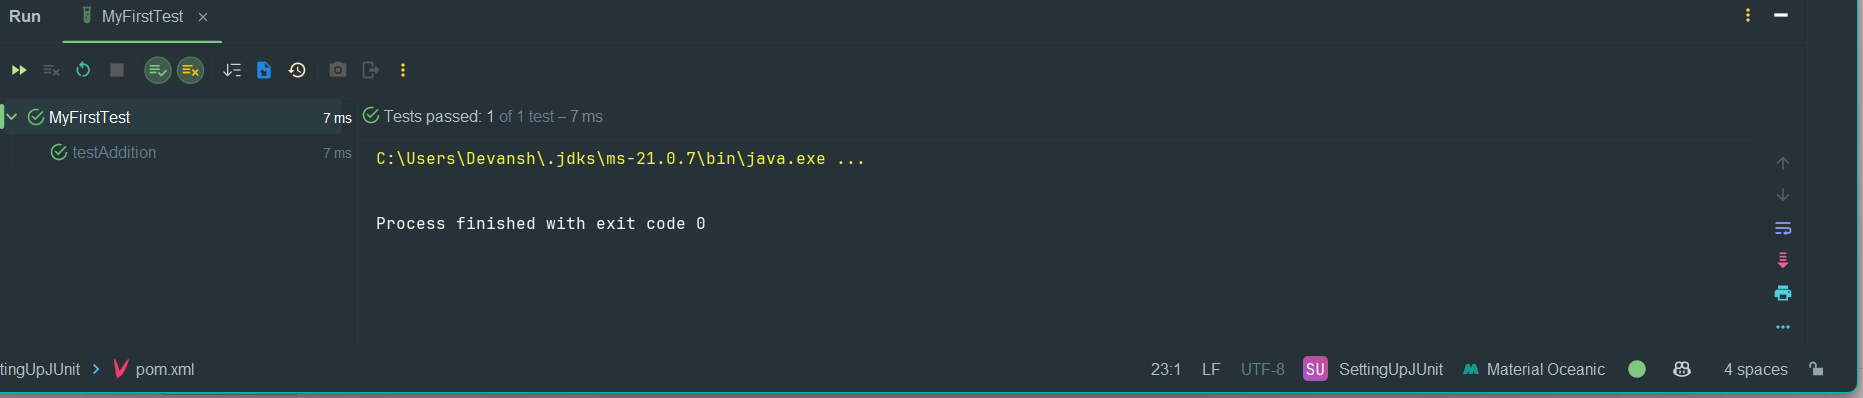 Run MyFirstTest
MyFirstTest 7 ms
testAddition 7 ms
Tests passed: 1 of 1 test – 7 ms
C:\Users\Devansh\.jdks\ms-21.0.7\bin\java.exe ...
Process finished with exit code 0
tingUpJUnit > pom.xml 23:1 LF UTF-8 SU SettingUpJUnit Material Oceanic 4 spaces